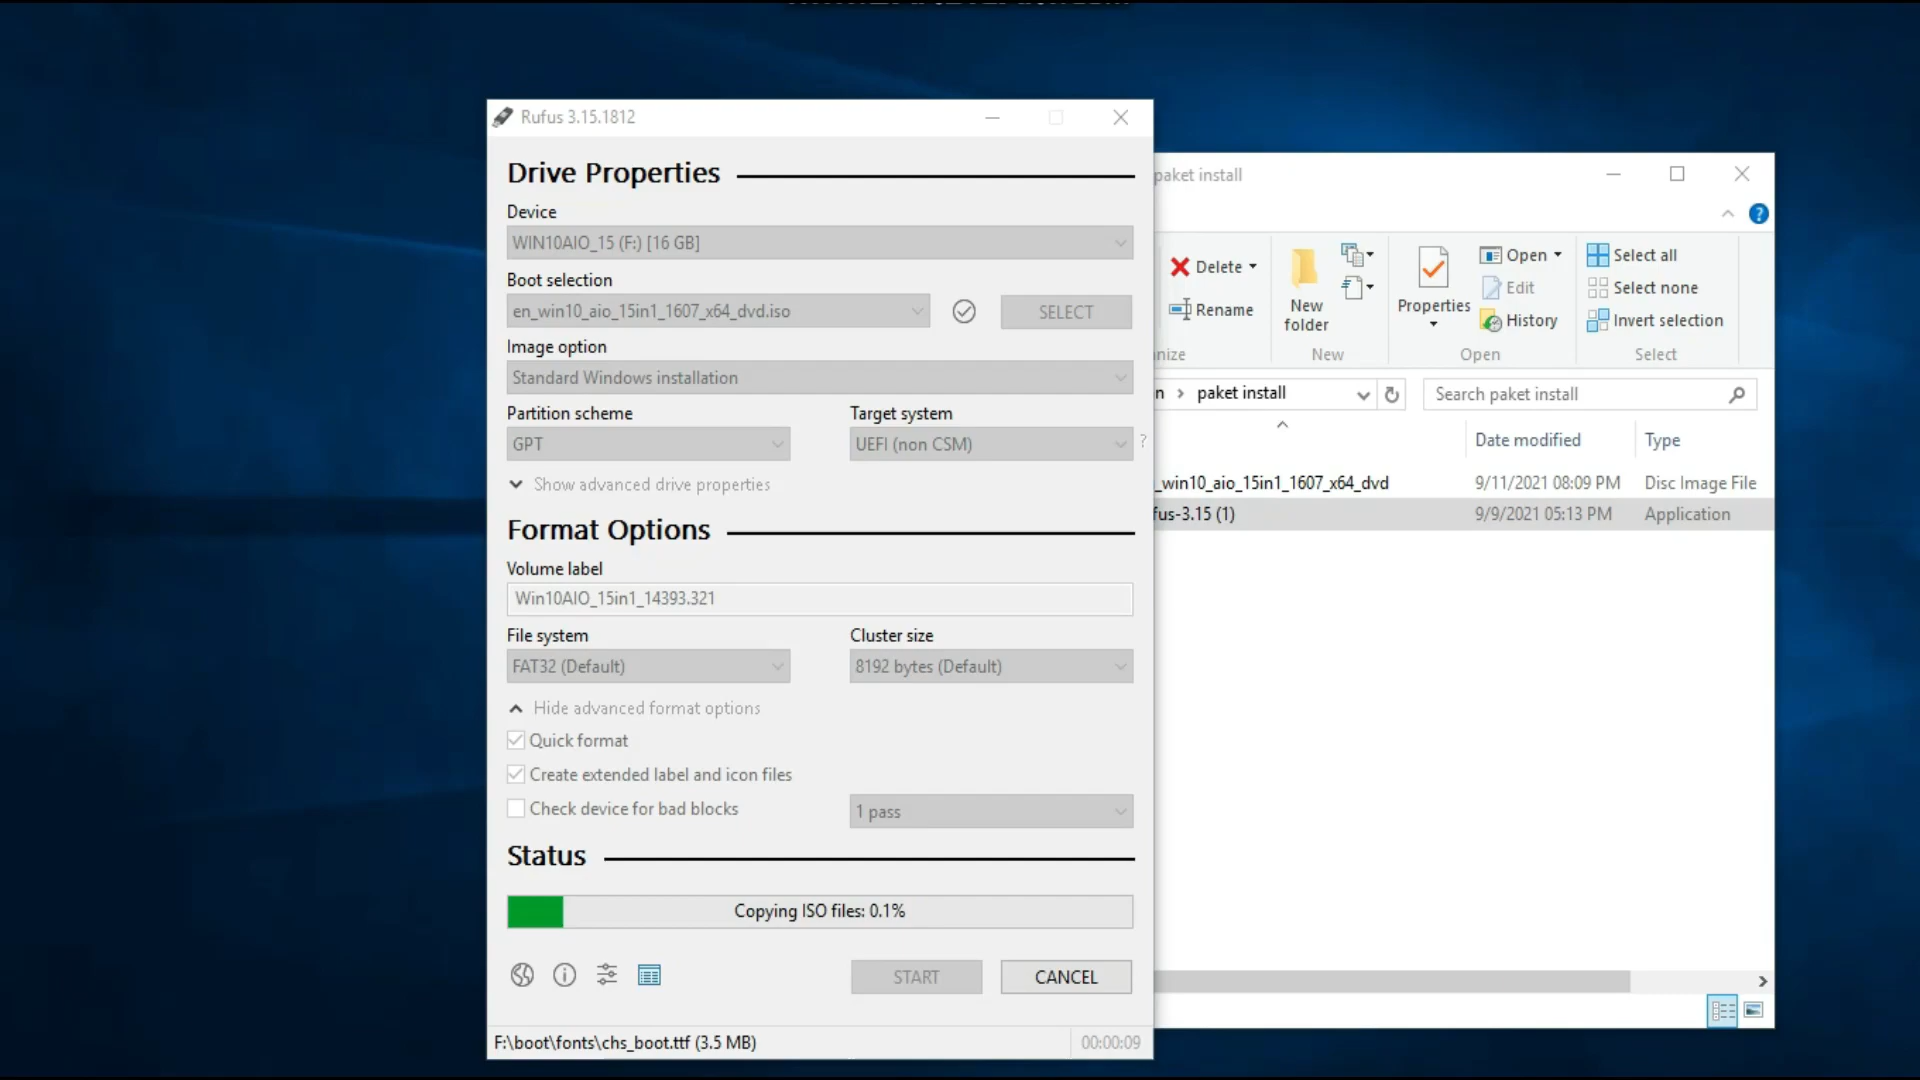 Rufus 3.15.1812
Drive Properties
Device
WIN10AIO_15 (F:) [16 GB]
Boot selection
en_win10_aio_15in1_1607_x64_dvd.iso
SELECT
Image option
Standard Windows installation
Partition scheme
Target system
GPT
UEFI (non CSM)
?
Show advanced drive properties
Format Options
Volume label
Win10AIO_15in1_14393.321
File system
Cluster size
FAT32 (Default)
8192 bytes (Default)
Hide advanced format options
Quick format
Create extended label and icon files
Check device for bad blocks
1 pass
Status
Copying ISO files: 0.1%
START
CANCEL
F:\boot\fonts\chs_boot.ttf (3.5 MB)
00:00:09
paket install
?
Delete
Rename
nize
New
folder
New
Properties
Open
Edit
History
Open
Select all
Select none
Invert selection
Select
n > paket install
Search paket install
Date modified
Type
_win10_aio_15in1_1607_x64_dvd
9/11/2021 08:09 PM
Disc Image File
fus-3.15 (1)
9/9/2021 05:13 PM
Application